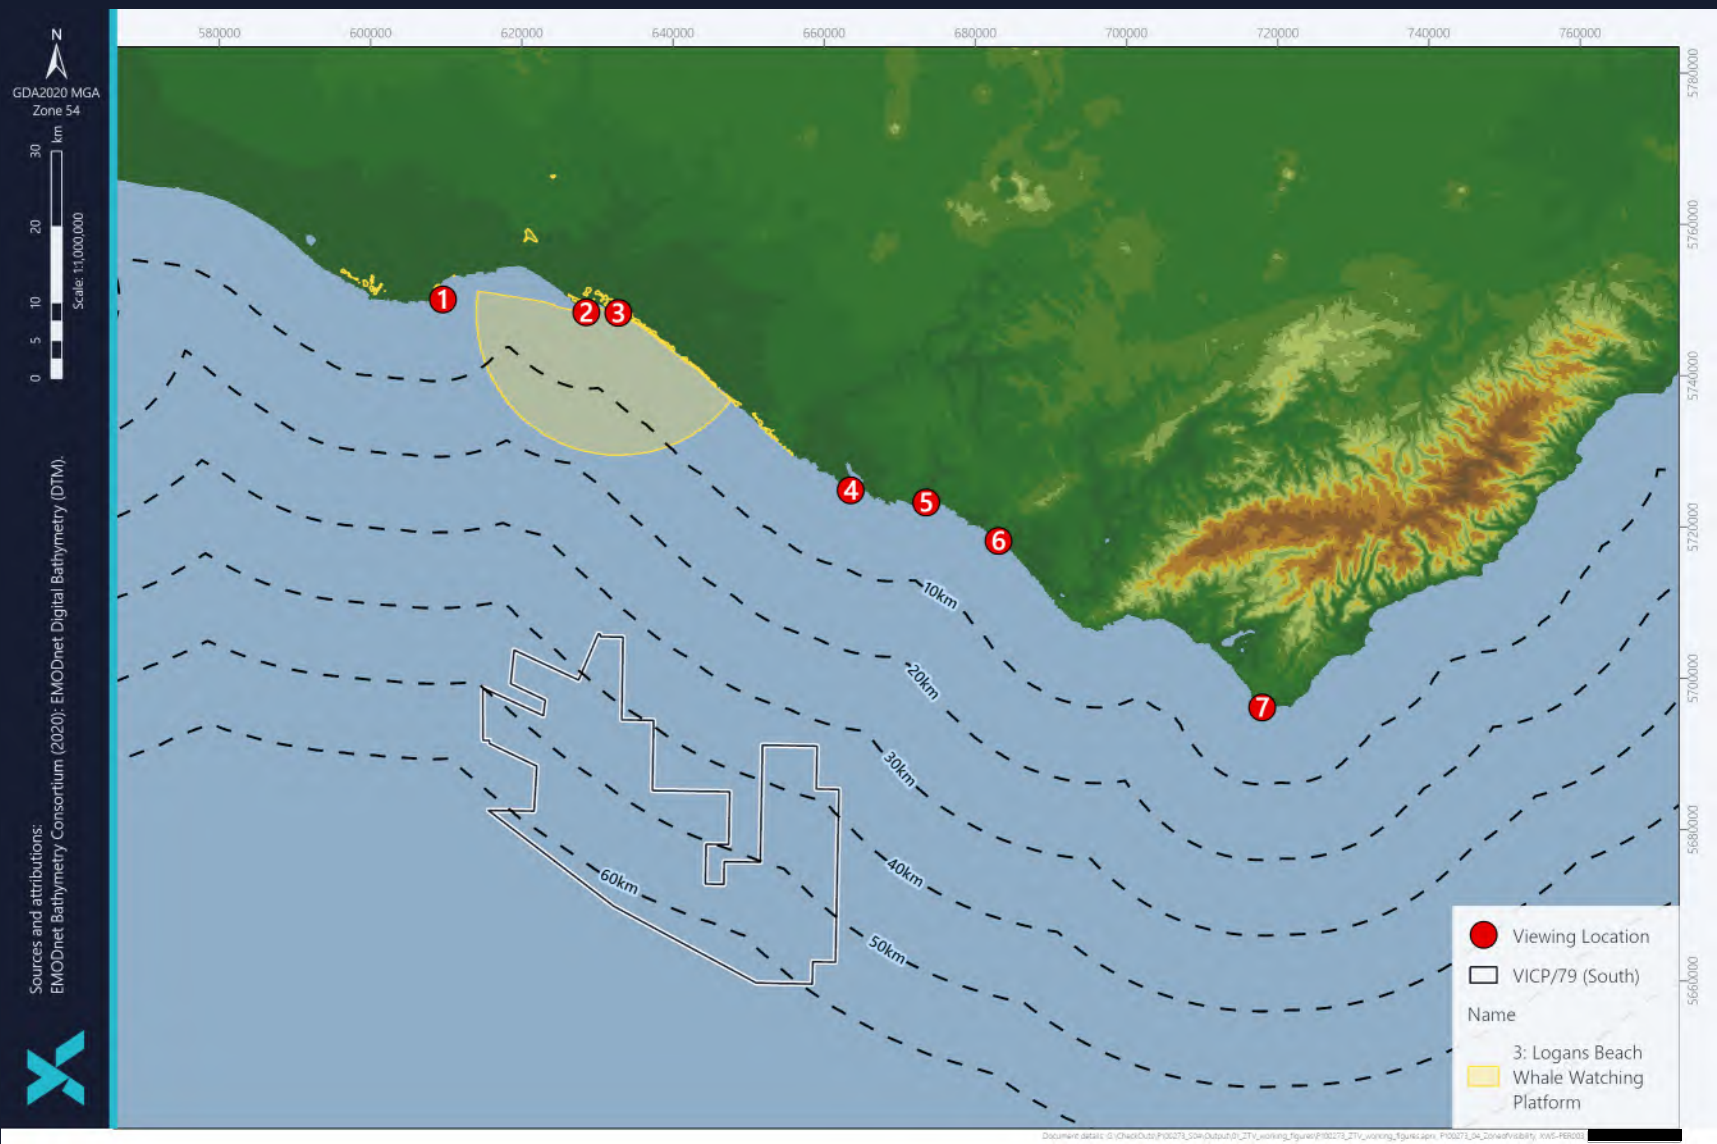 580000 600000 620000 640000 660000 680000 700000 720000 740000 760000
N
GDA2020 MGA
Zone 54
km
30
20
10
5
0
Scale: 1:1,000,000
Sources and attributions:
EMODnet Bathymetry Consortium (2020): EMODnet Digital Bathymetry (DTM).
5780000
5760000
5740000
5720000
5700000
5680000
5660000
1
2
3
4
5
6
7
10km
20km
30km
40km
50km
60km
Viewing Location
VICP/79 (South)
Name
3: Logans Beach
Whale Watching
Platform
Document details: